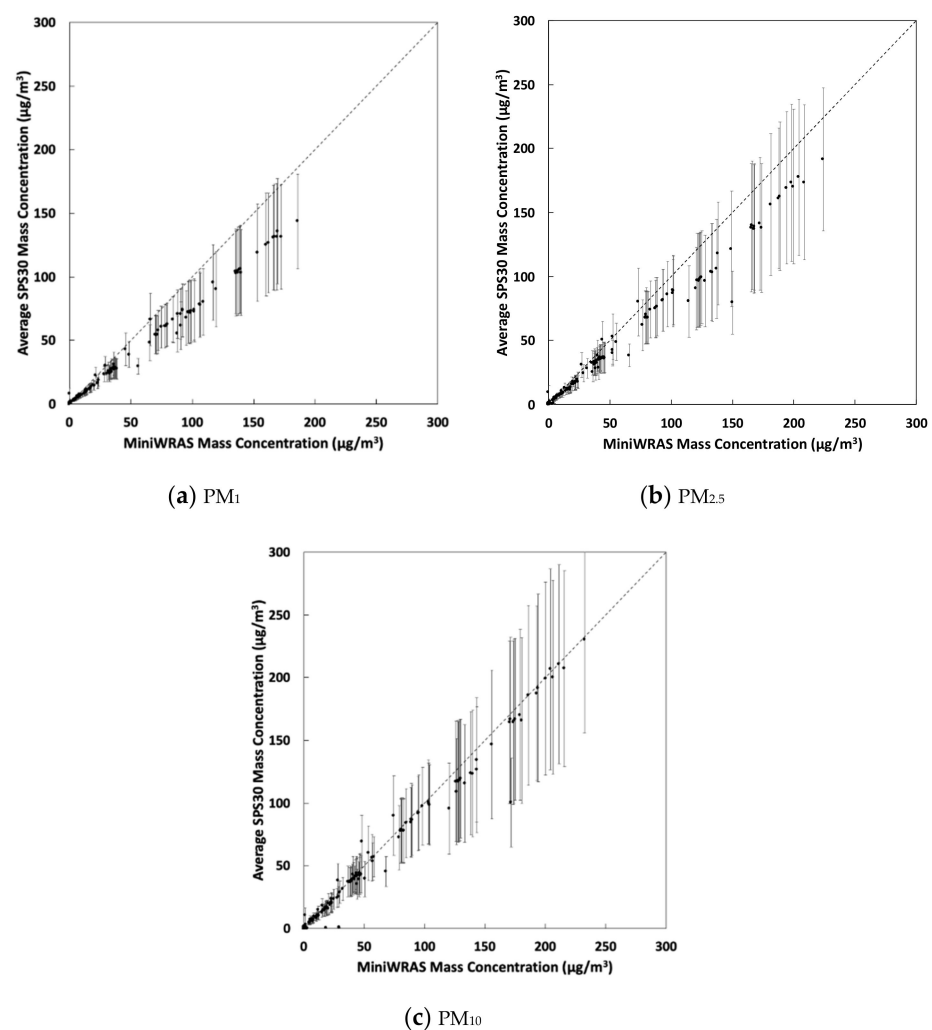 300
250
200
150
100
50
0
Average SPS30 Mass Concentration (µg/m³)
0 50 100 150 200 250 300
MiniWRAS Mass Concentration (µg/m³)
(a) PM₁
300
250
200
150
100
50
0
Average SPS30 Mass Concentration (µg/m³)
0 50 100 150 200 250 300
MiniWRAS Mass Concentration (µg/m³)
(b) PM₂.₅
300
250
200
150
100
50
0
Average SPS30 Mass Concentration (µg/m³)
0 50 100 150 200 250 300
MiniWRAS Mass Concentration (µg/m³)
(c) PM₁₀